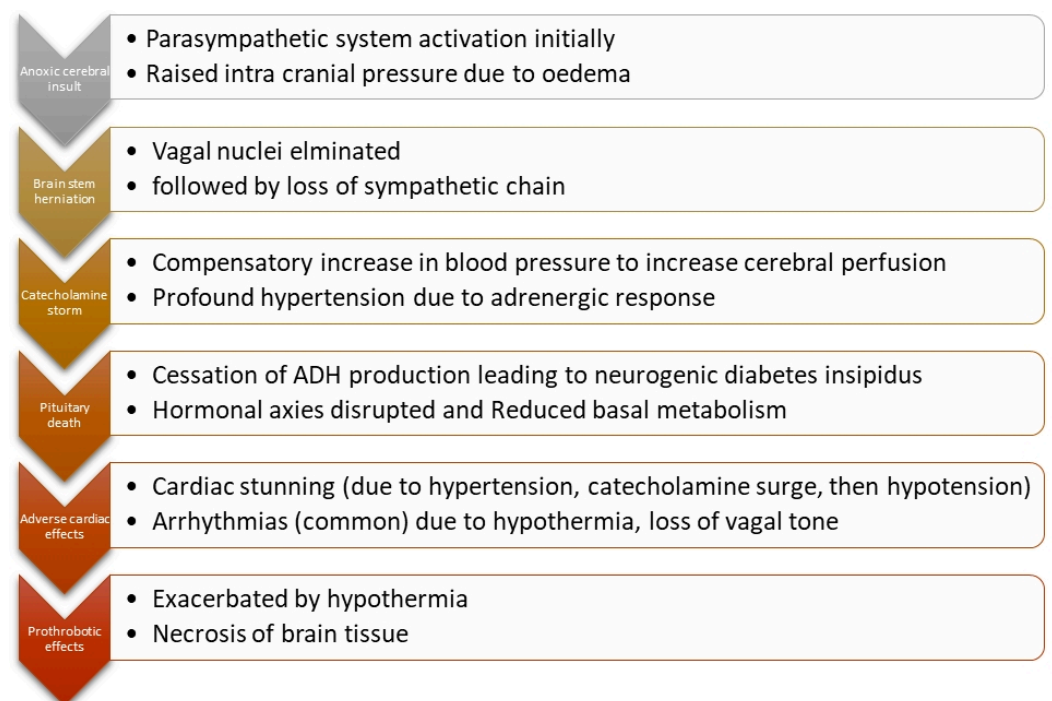 Anoxic cerebral
insult
• Parasympathetic system activation initially
• Raised intra cranial pressure due to oedema
Brain stem
herniation
• Vagal nuclei elminated
• followed by loss of sympathetic chain
Catecholamine
storm
• Compensatory increase in blood pressure to increase cerebral perfusion
• Profound hypertension due to adrenergic response
Pituitary
death
• Cessation of ADH production leading to neurogenic diabetes insipidus
• Hormonal axies disrupted and Reduced basal metabolism
Adverse cardiac
effects
• Cardiac stunning (due to hypertension, catecholamine surge, then hypotension)
• Arrhythmias (common) due to hypothermia, loss of vagal tone
Prothrobotic
effects
• Exacerbated by hypothermia
• Necrosis of brain tissue